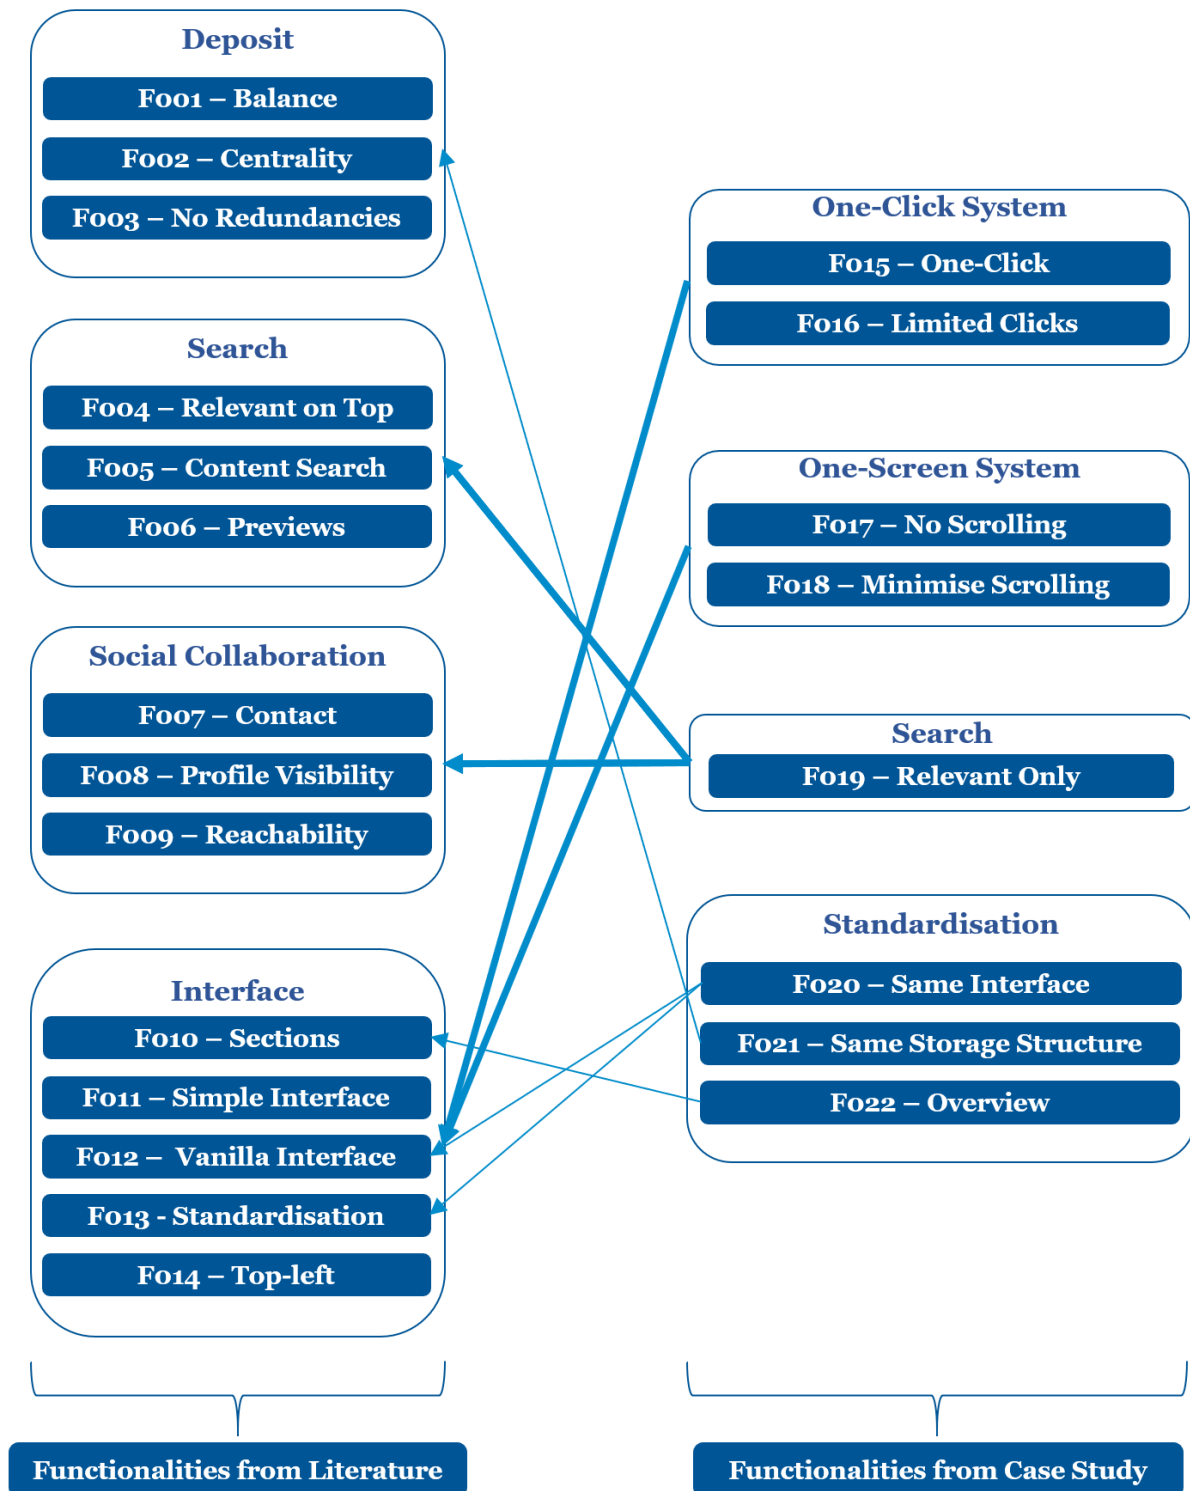 Deposit
F001 – Balance
F002 – Centrality
F003 – No Redundancies
Search
F004 – Relevant on Top
F005 – Content Search
F006 – Previews
Social Collaboration
F007 – Contact
F008 – Profile Visibility
F009 – Reachability
Interface
F010 – Sections
F011 – Simple Interface
F012 – Vanilla Interface
F013 - Standardisation
F014 – Top-left
Functionalities from Literature
One-Click System
F015 – One-Click
F016 – Limited Clicks
One-Screen System
F017 – No Scrolling
F018 – Minimise Scrolling
Search
F019 – Relevant Only
Standardisation
F020 – Same Interface
F021 – Same Storage Structure
F022 – Overview
Functionalities from Case Study